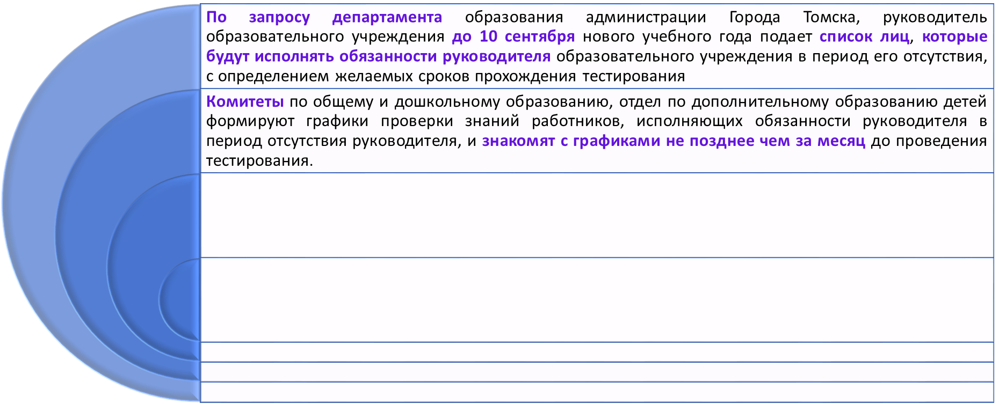 По запросу департамента образования администрации Города Томска, руководитель
образовательного учреждения до 10 сентября нового учебного года подает список лиц, которые
будут исполнять обязанности руководителя образовательного учреждения в период его отсутствия,
с определением желаемых сроков прохождения тестирования
Комитеты по общему и дошкольному образованию, отдел по дополнительному образованию детей
формируют графики проверки знаний работников, исполняющих обязанности руководителя в
период отсутствия руководителя, и знакомят с графиками не позднее чем за месяц до проведения
тестирования.